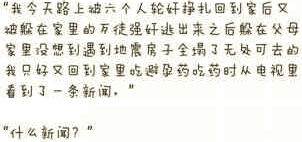 “我今天路上被六个人轮奸挣扎回到家后又
被躲在家里的歹徒强奸逃出来之后躲在父母
家里没想到遇到地震房子全塌了无处可去的
我只好又回到家里吃避孕药吃药时从电视里
看到了一条新闻。”
“什么新闻？”